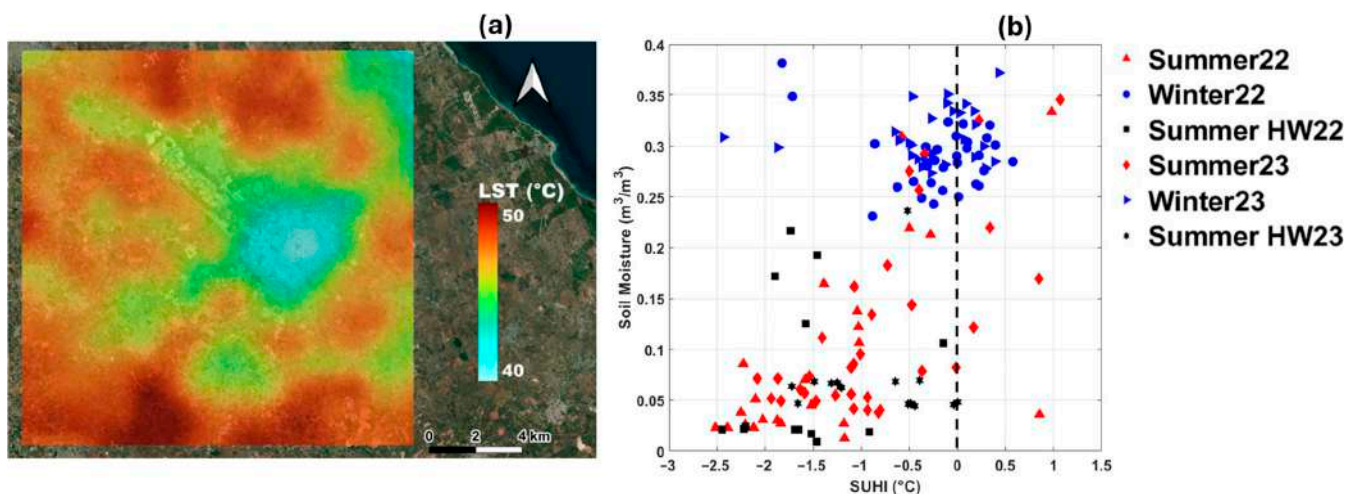 (a)
LST (°C)
50
40
0 2 4 km
(b)
0.4
0.35
0.3
0.25
0.2
0.15
0.1
0.05
0
Soil Moisture (m³/m³)
−3 −2.5 −2 −1.5 −1 −0.5 0 0.5 1 1.5
SUHI (°C)
Summer22
Winter22
Summer HW22
Summer23
Winter23
Summer HW23